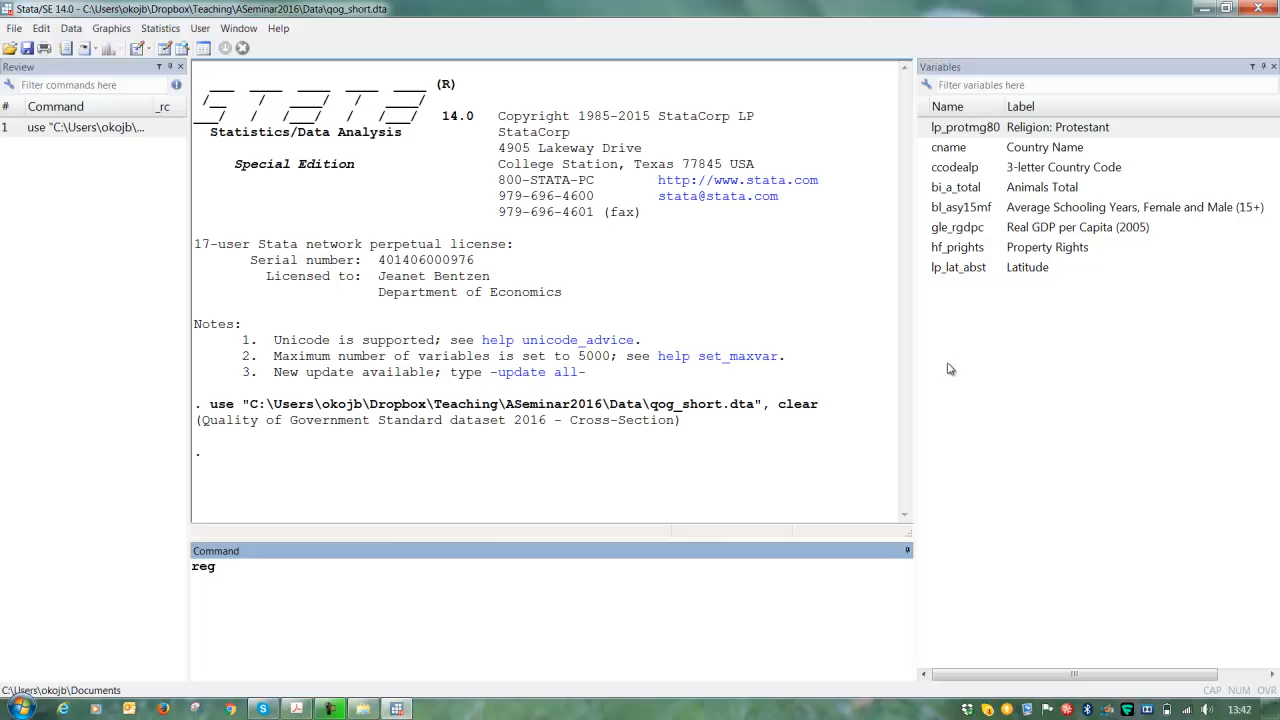 Stata/SE 14.0 - C:\Users\okojb\Dropbox\Teaching\ASeminar2016\Data\qog_short.dta
File Edit Data Graphics Statistics User Window Help
Review
Filter commands here
# Command _rc
1 use "C:\Users\okojb\...
(R)
14.0 Copyright 1985-2015 StataCorp LP
Statistics/Data Analysis StataCorp
4905 Lakeway Drive
Special Edition College Station, Texas 77845 USA
800-STATA-PC http://www.stata.com
979-696-4600 stata@stata.com
979-696-4601 (fax)
17-user Stata network perpetual license:
Serial number: 401406000976
Licensed to: Jeanet Bentzen
Department of Economics
Notes:
1. Unicode is supported; see help unicode_advice.
2. Maximum number of variables is set to 5000; see help set_maxvar.
3. New update available; type -update all-
. use "C:\Users\okojb\Dropbox\Teaching\ASeminar2016\Data\qog_short.dta", clear
(Quality of Government Standard dataset 2016 - Cross-Section)
.
Command
reg
Variables
Filter variables here
Name Label
lp_protmg80 Religion: Protestant
cname Country Name
ccodealp 3-letter Country Code
bi_a_total Animals Total
bl_asy15mf Average Schooling Years, Female and Male (15+)
gle_rgdpc Real GDP per Capita (2005)
hf_prights Property Rights
lp_lat_abst Latitude
C:\Users\okojb\Documents
CAP NUM OVR
13:42